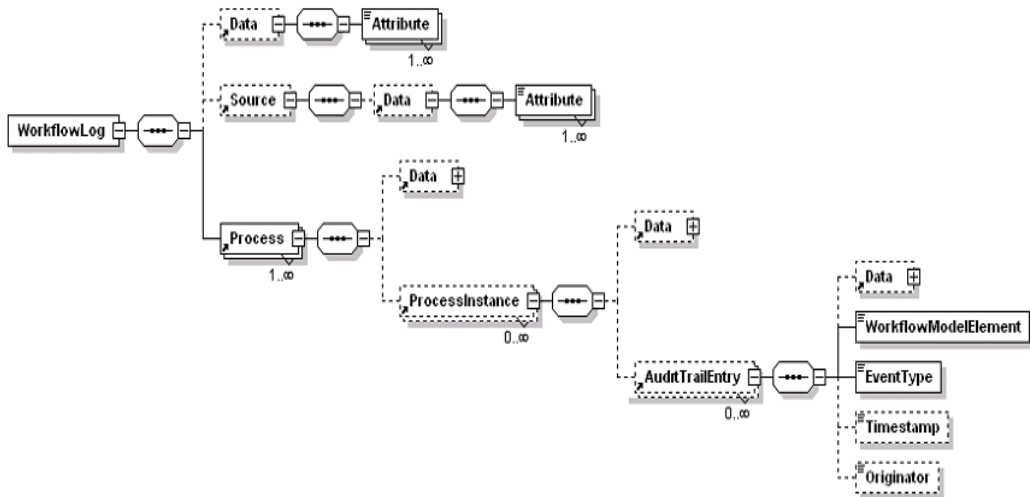 Data
Attribute
1..∞
Source
Data
Attribute
1..∞
WorkflowLog
Data
Process
1..∞
Data
ProcessInstance
0..∞
Data
WorkflowModelElement
AuditTrailEntry
0..∞
EventType
Timestamp
Originator